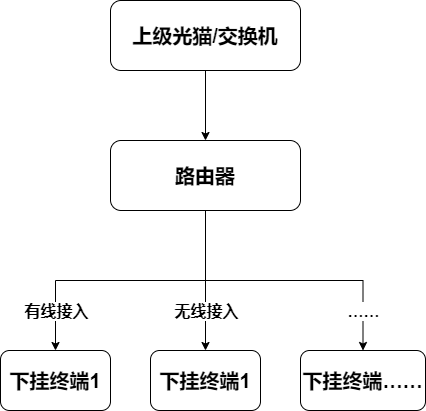 上级光猫/交换机
路由器
有线接入
无线接入
……
下挂终端1
下挂终端1
下挂终端……